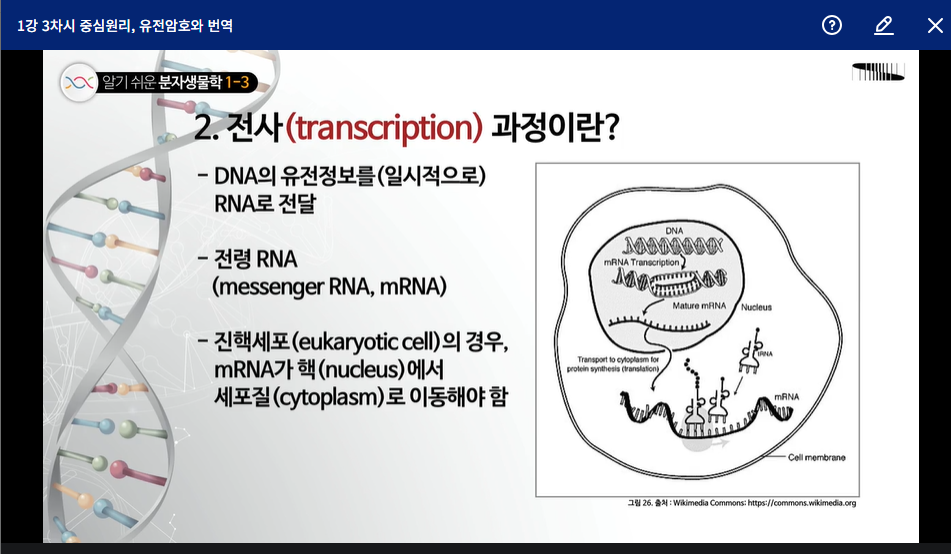 1강 3차시 중심원리, 유전암호와 번역
알기 쉬운 분자생물학 1-3
2. 전사(transcription) 과정이란?
- DNA의 유전정보를(일시적으로)
RNA로 전달
- 전령 RNA
(messenger RNA, mRNA)
- 진핵세포(eukaryotic cell)의 경우,
mRNA가 핵(nucleus)에서
세포질(cytoplasm)로 이동해야 함
DNA
mRNA Transcription
Mature mRNA
Nucleus
Transport to cytoplasm for
protein synthesis (translation)
tRNA
mRNA
Cell membrane
그림 26. 출처 : Wikimedia Commons: https://commons.wikimedia.org